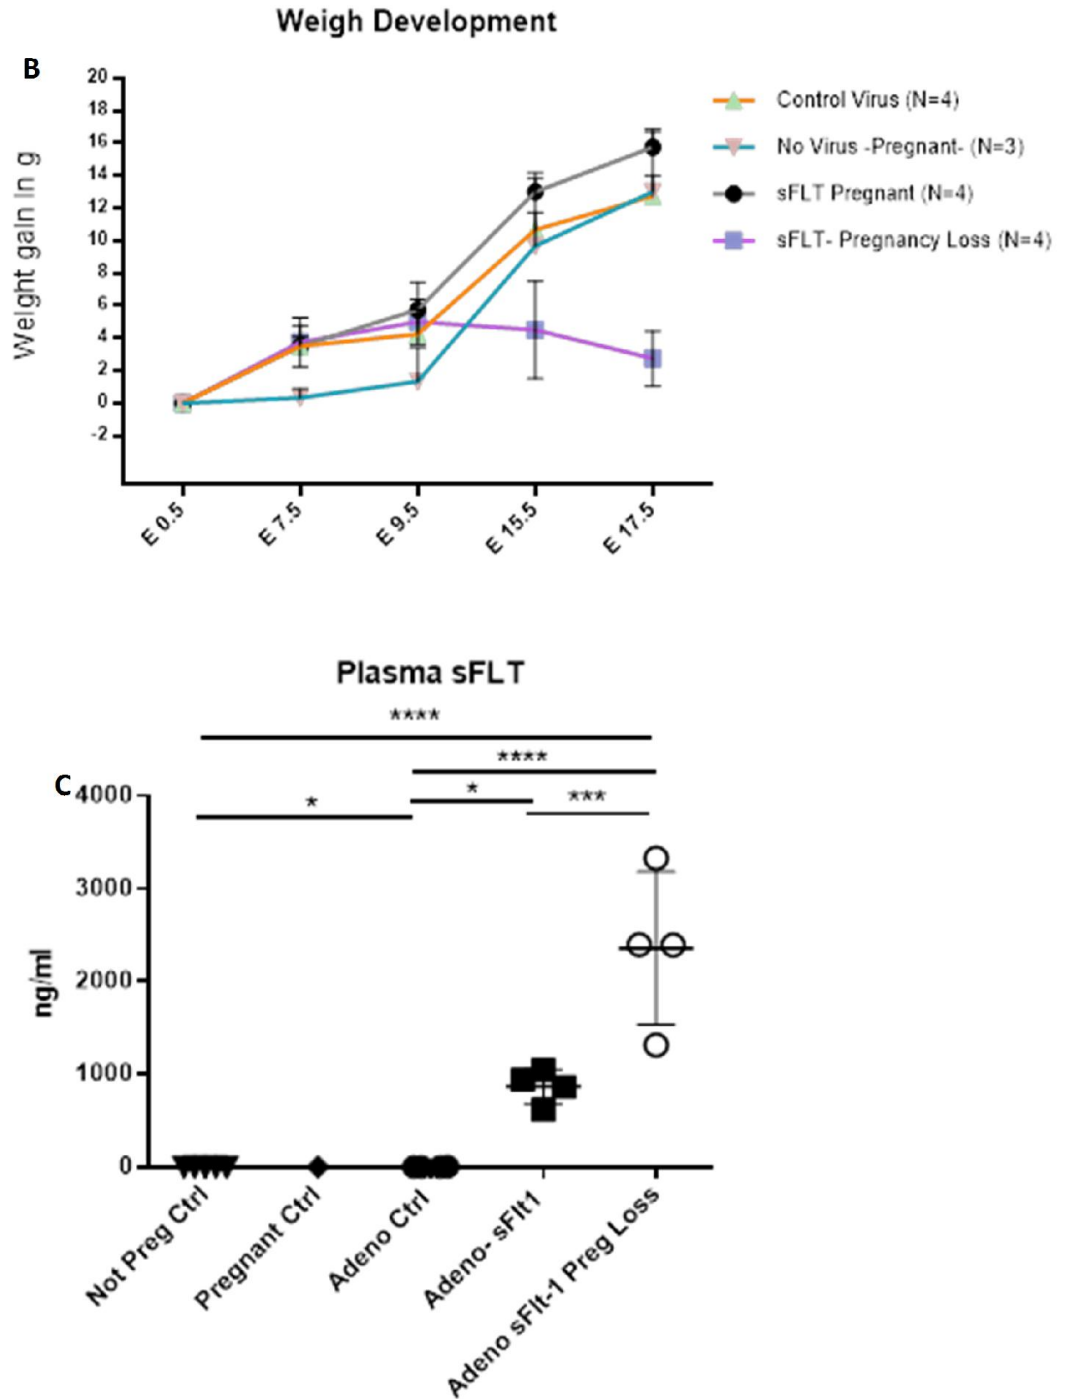 Weigh Development
B
Weight gain in g
20
18
16
14
12
10
8
6
4
2
0
-2
E 0.5
E 7.5
E 9.5
E 15.5
E 17.5
Control Virus (N=4)
No Virus -Pregnant- (N=3)
sFLT Pregnant (N=4)
sFLT- Pregnancy Loss (N=4)
Plasma sFLT
****
****
*
***
*
C
ng/ml
4000
3000
2000
1000
0
Not Preg Ctrl
Pregnant Ctrl
Adeno Ctrl
Adeno- sFlt1
Adeno sFlt-1 Preg Loss